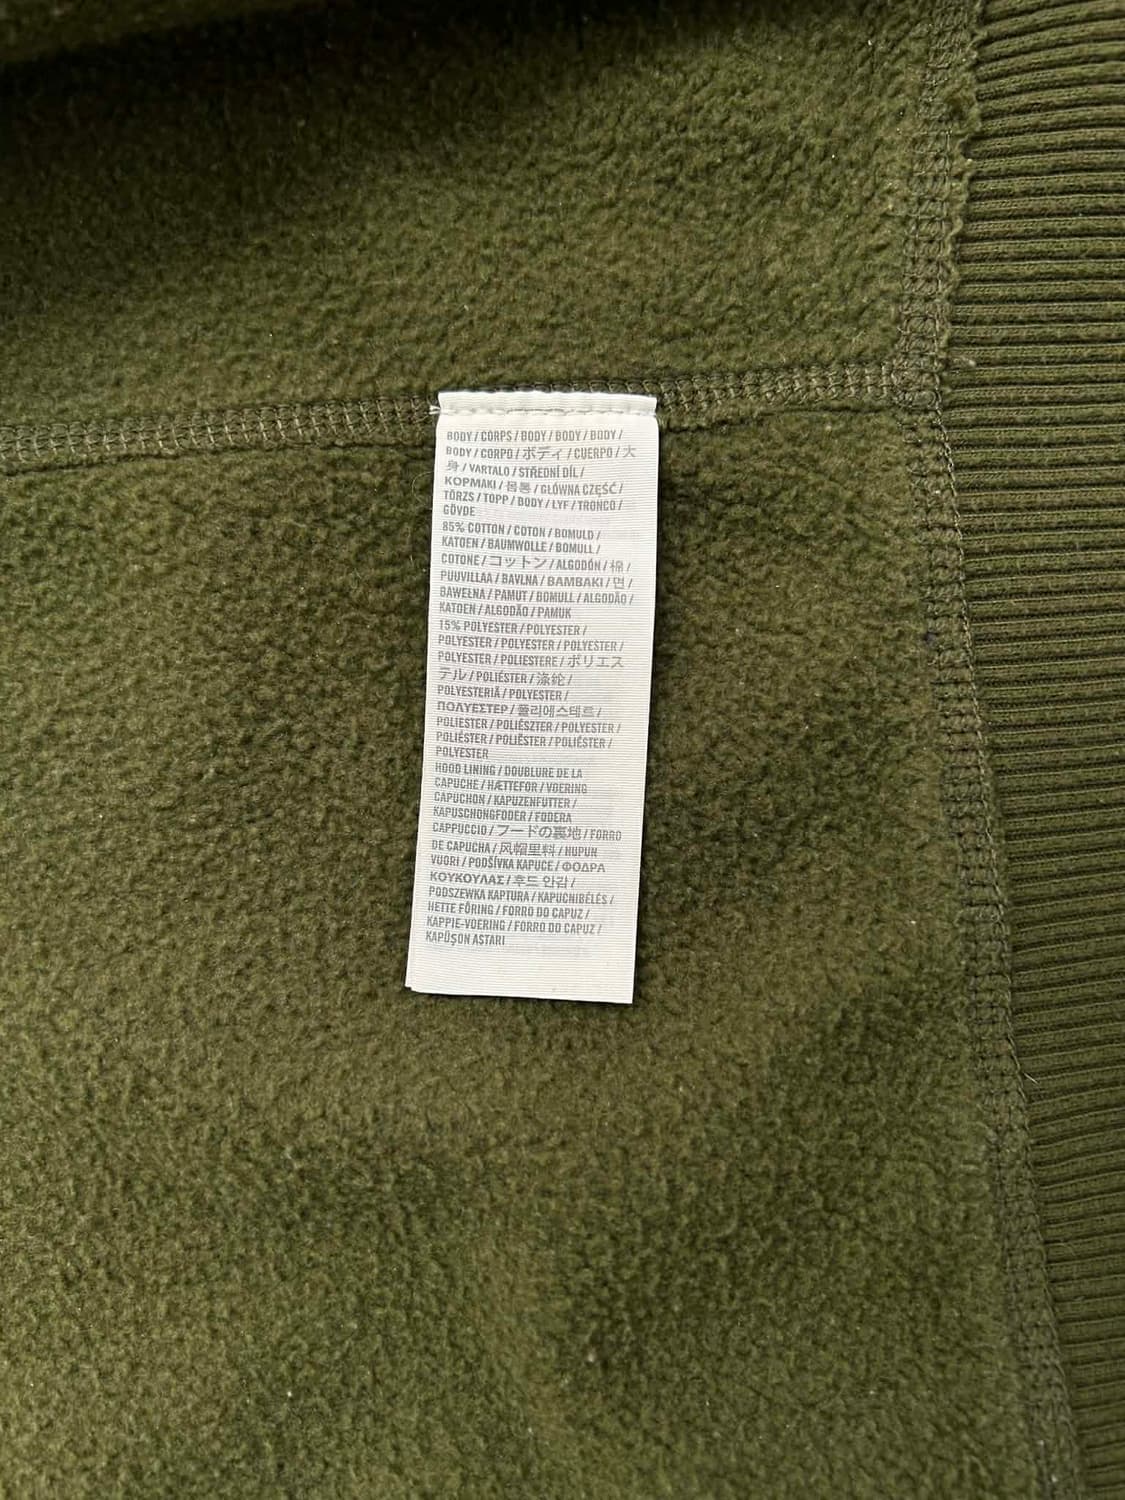 BODY / CORPS / BODY / BODY / BODY /
BODY / CORPO / ボディ / CUERPO / 大
身 / VARTALO / STŘEDNÍ DÍL /
ΚΟΡΜΑΚΙ / 몸통 / GŁÓWNA CZĘŚĆ /
TÖRZS / TOPP / BODY / LYF / TRONCO /
GÖVDE
85% COTTON / COTON / BOMULD /
KATOEN / BAUMWOLLE / BOMULL /
COTONE / コットン / ALGODÓN / 棉 /
PUUVILLAA / BAVLNA / ΒΑΜΒΑΚΙ / 면 /
BAWEŁNA / PAMUT / BOMULL / ALGODÃO /
KATOEN / ALGODÃO / PAMUK
15% POLYESTER / POLYESTER /
POLYESTER / POLYESTER / POLYESTER /
POLYESTER / POLIESTERE / ポリエス
テル / POLIÉSTER / 涤纶 /
POLYESTERIÄ / POLYESTER /
ΠΟΛΥΕΣΤΕΡ / 폴리에스테르 /
POLIESTER / POLIÉSZTER / POLYESTER /
POLIÉSTER / POLIËSTER / POLIÉSTER /
POLYESTER
HOOD LINING / DOUBLURE DE LA
CAPUCHE / HÆTTEFOR / VOERING
CAPUCHON / KAPUZENFUTTER /
KAPUSCHONGFODER / FODERA
CAPPUCCIO / フードの裏地 / FORRO
DE CAPUCHA / 风帽里料 / HUPUN
VUORI / PODŠÍVKA KAPUCE / ΦΟΔΡΑ
ΚΟΥΚΟΥΛΑΣ / 후드 안감 /
PODSZEWKA KAPTURA / KAPUCNIBÉLÉS /
HETTE FÔRING / FORRO DO CAPUZ /
KAPPIE-VOERING / FORRO DO CAPUZ /
KAPÜŞON ASTARI